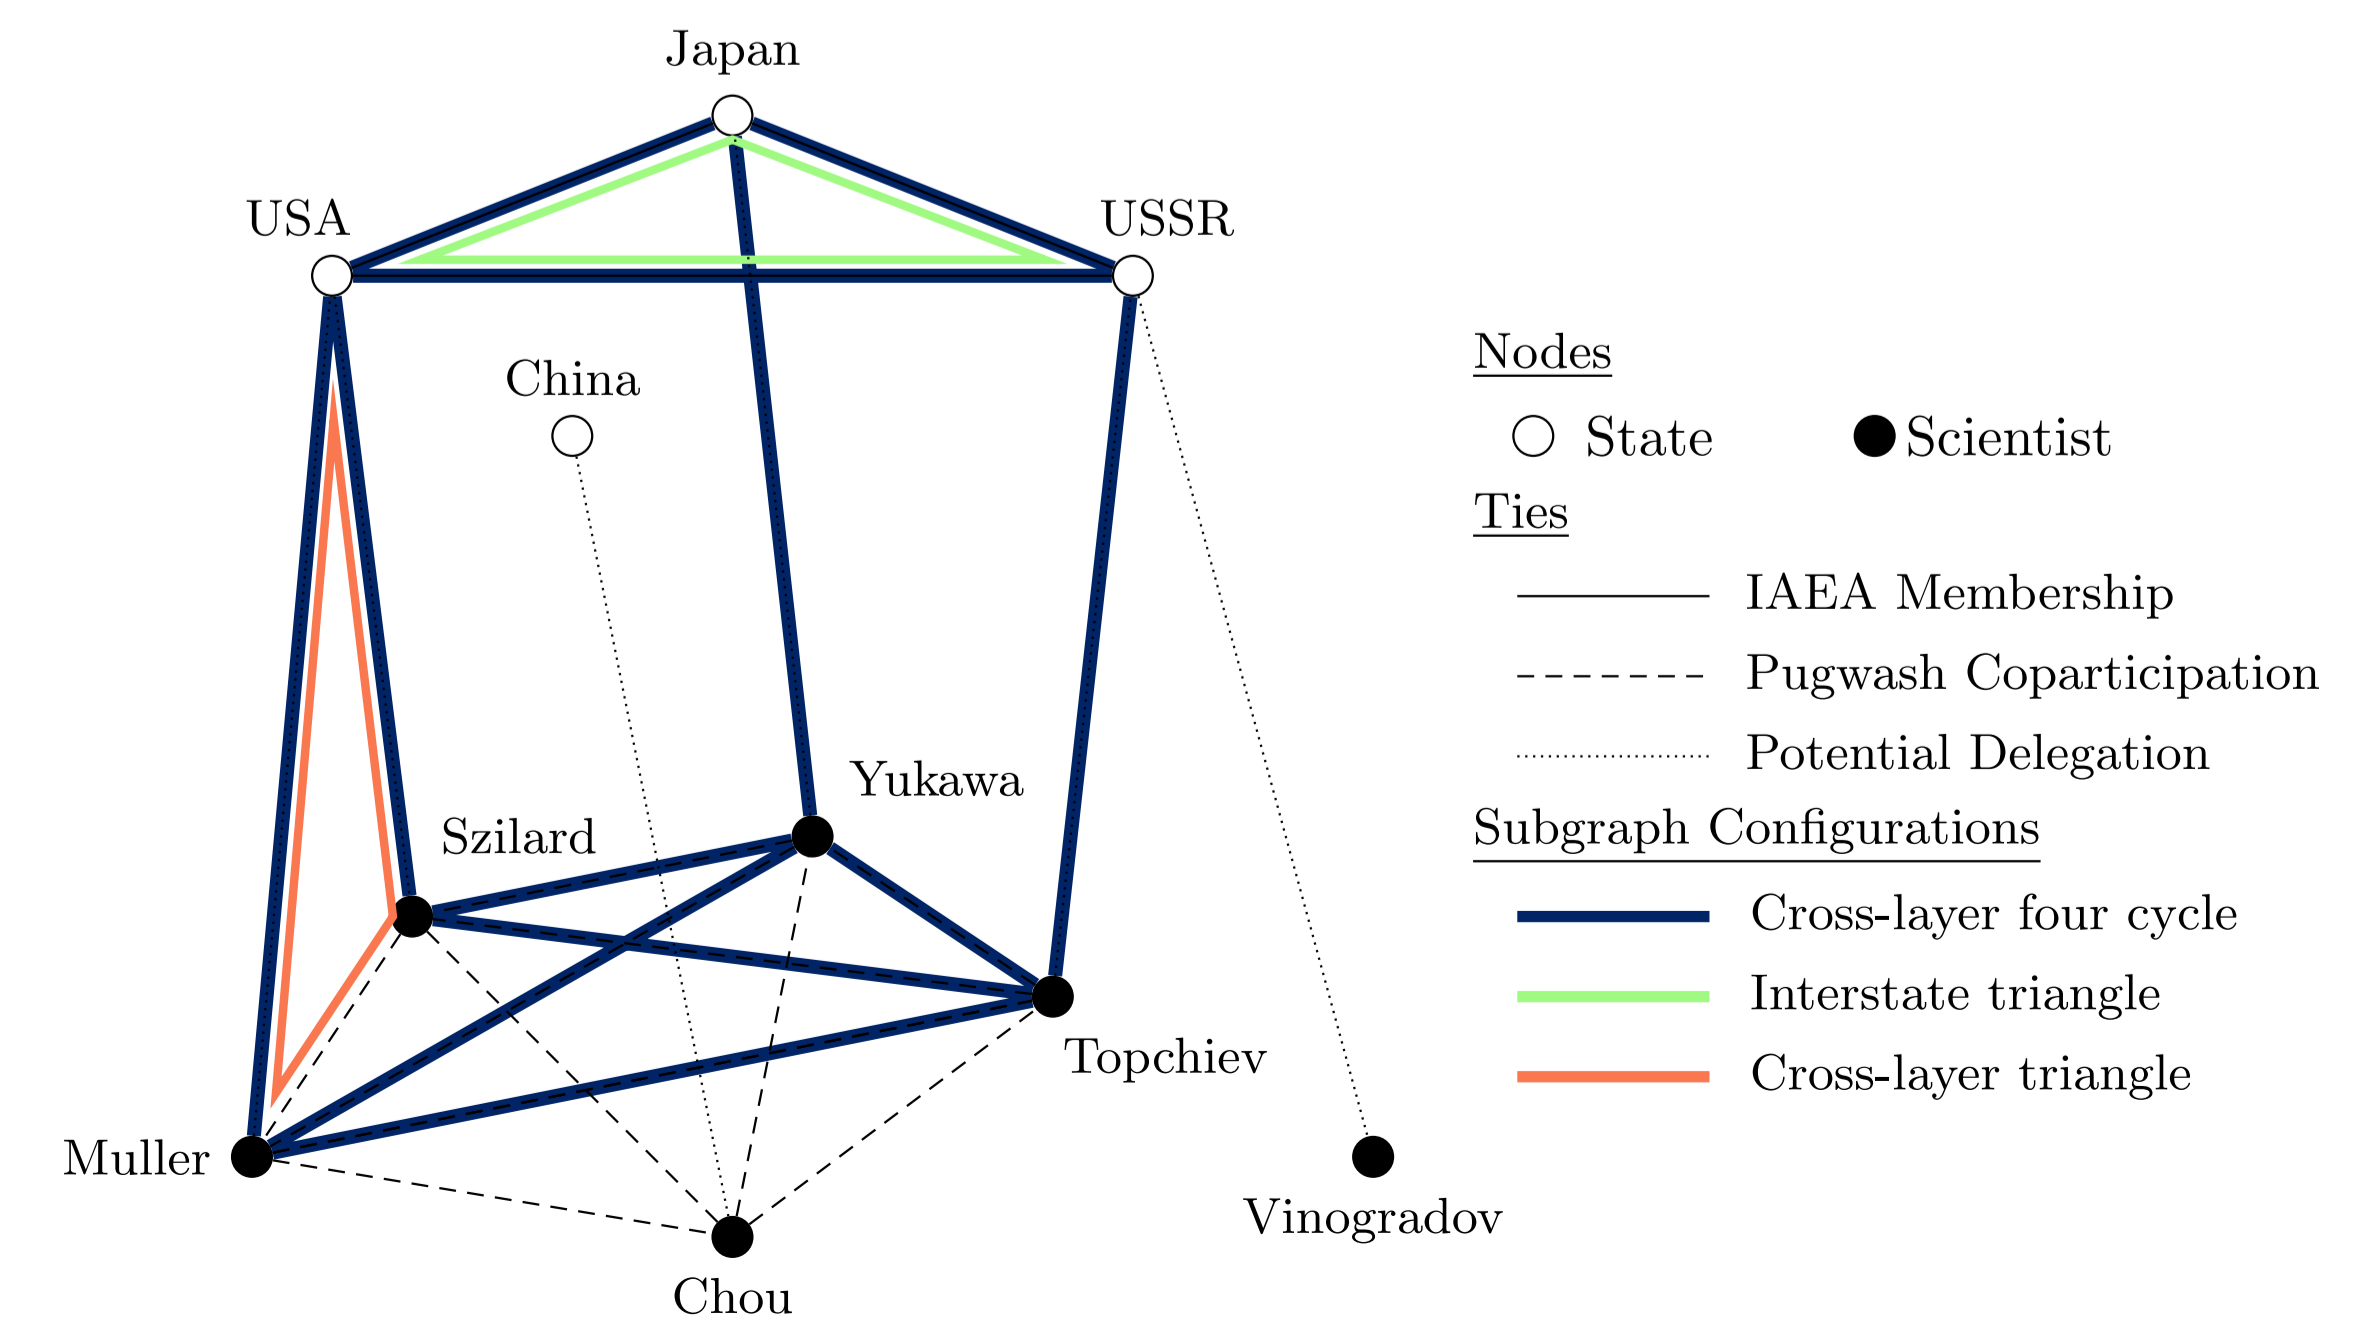 Japan
USA
USSR
China
Szilard
Yukawa
Topchiev
Muller
Vinogradov
Chou
Nodes
State
Scientist
Ties
IAEA Membership
Pugwash Coparticipation
Potential Delegation
Subgraph Configurations
Cross-layer four cycle
Interstate triangle
Cross-layer triangle